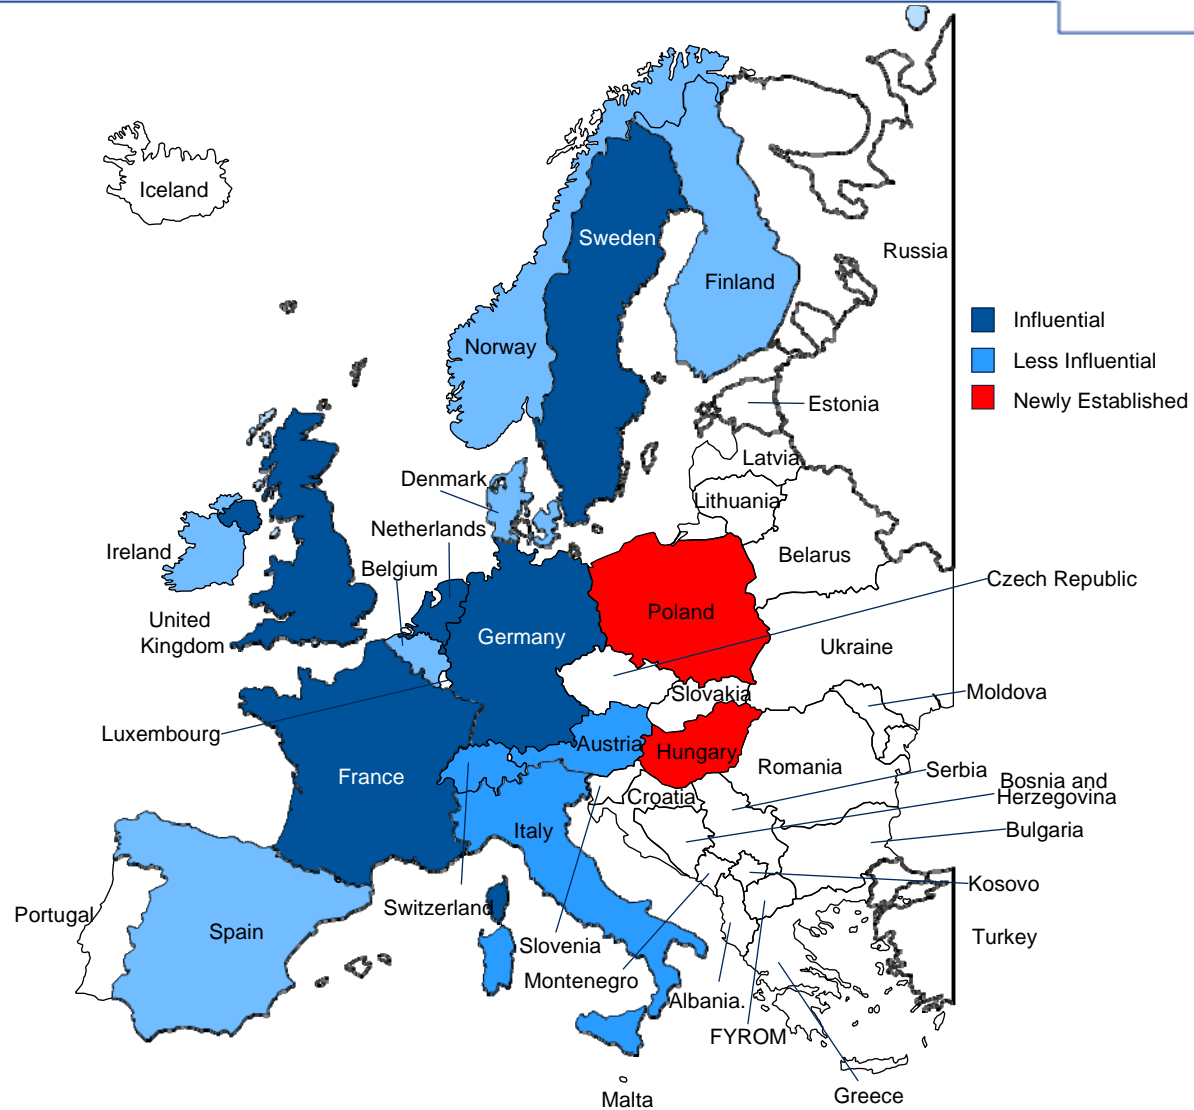 Iceland
Sweden
Russia
Finland
Influential
Norway
Less Influential
Newly Established
Estonia
Latvia
Denmark
Lithuania
Netherlands
Ireland
Belarus
Belgium
Czech Republic
United
Kingdom
Poland
Germany
Ukraine
Slovakia
Moldova
Luxembourg
Austria
Hungary
France
Romania
Serbia
Bosnia and
Herzegovina
Croatia
Italy
Bulgaria
Kosovo
Switzerland
Portugal
Spain
Turkey
Slovenia
Montenegro
Albania.
FYROM
Greece
Malta